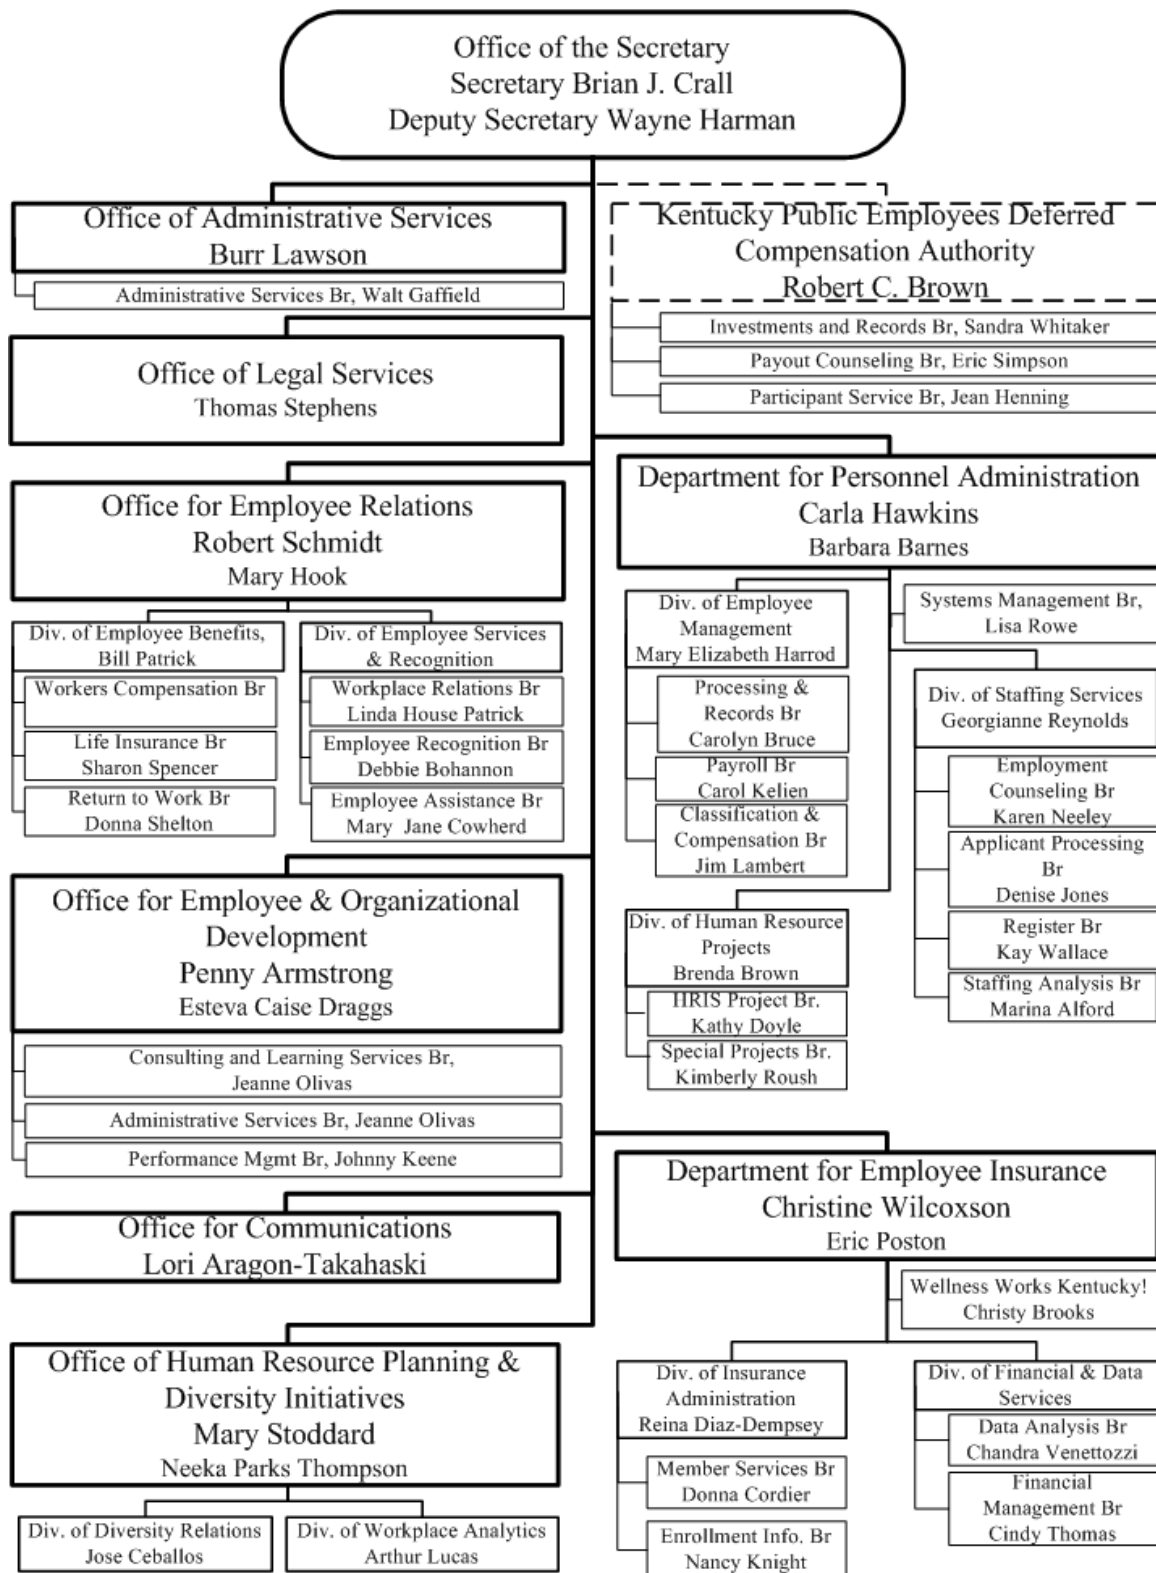 Office of the Secretary
Secretary Brian J. Crall
Deputy Secretary Wayne Harman
Office of Administrative Services
Burr Lawson
Administrative Services Br, Walt Gaffield
Kentucky Public Employees Deferred
Compensation Authority
Robert C. Brown
Investments and Records Br, Sandra Whitaker
Payout Counseling Br, Eric Simpson
Participant Service Br, Jean Henning
Office of Legal Services
Thomas Stephens
Office for Employee Relations
Robert Schmidt
Mary Hook
Div. of Employee Benefits,
Bill Patrick
Workers Compensation Br
Life Insurance Br
Sharon Spencer
Return to Work Br
Donna Shelton
Div. of Employee Services
& Recognition
Workplace Relations Br
Linda House Patrick
Employee Recognition Br
Debbie Bohannon
Employee Assistance Br
Mary Jane Cowherd
Department for Personnel Administration
Carla Hawkins
Barbara Barnes
Div. of Employee
Management
Mary Elizabeth Harrod
Processing &
Records Br
Carolyn Bruce
Payroll Br
Carol Kelien
Classification &
Compensation Br
Jim Lambert
Systems Management Br,
Lisa Rowe
Div. of Staffing Services
Georgianne Reynolds
Employment
Counseling Br
Karen Neeley
Applicant Processing
Br
Denise Jones
Register Br
Kay Wallace
Staffing Analysis Br
Marina Alford
Div. of Human Resource
Projects
Brenda Brown
HRIS Project Br.
Kathy Doyle
Special Projects Br.
Kimberly Roush
Office for Employee & Organizational
Development
Penny Armstrong
Esteva Caise Draggs
Consulting and Learning Services Br,
Jeanne Olivas
Administrative Services Br, Jeanne Olivas
Performance Mgmt Br, Johnny Keene
Office for Communications
Lori Aragon-Takahaski
Department for Employee Insurance
Christine Wilcoxson
Eric Poston
Wellness Works Kentucky!
Christy Brooks
Div. of Insurance
Administration
Reina Diaz-Dempsey
Member Services Br
Donna Cordier
Enrollment Info. Br
Nancy Knight
Div. of Financial & Data
Services
Data Analysis Br
Chandra Venettozzi
Financial
Management Br
Cindy Thomas
Office of Human Resource Planning &
Diversity Initiatives
Mary Stoddard
Neeka Parks Thompson
Div. of Diversity Relations
Jose Ceballos
Div. of Workplace Analytics
Arthur Lucas